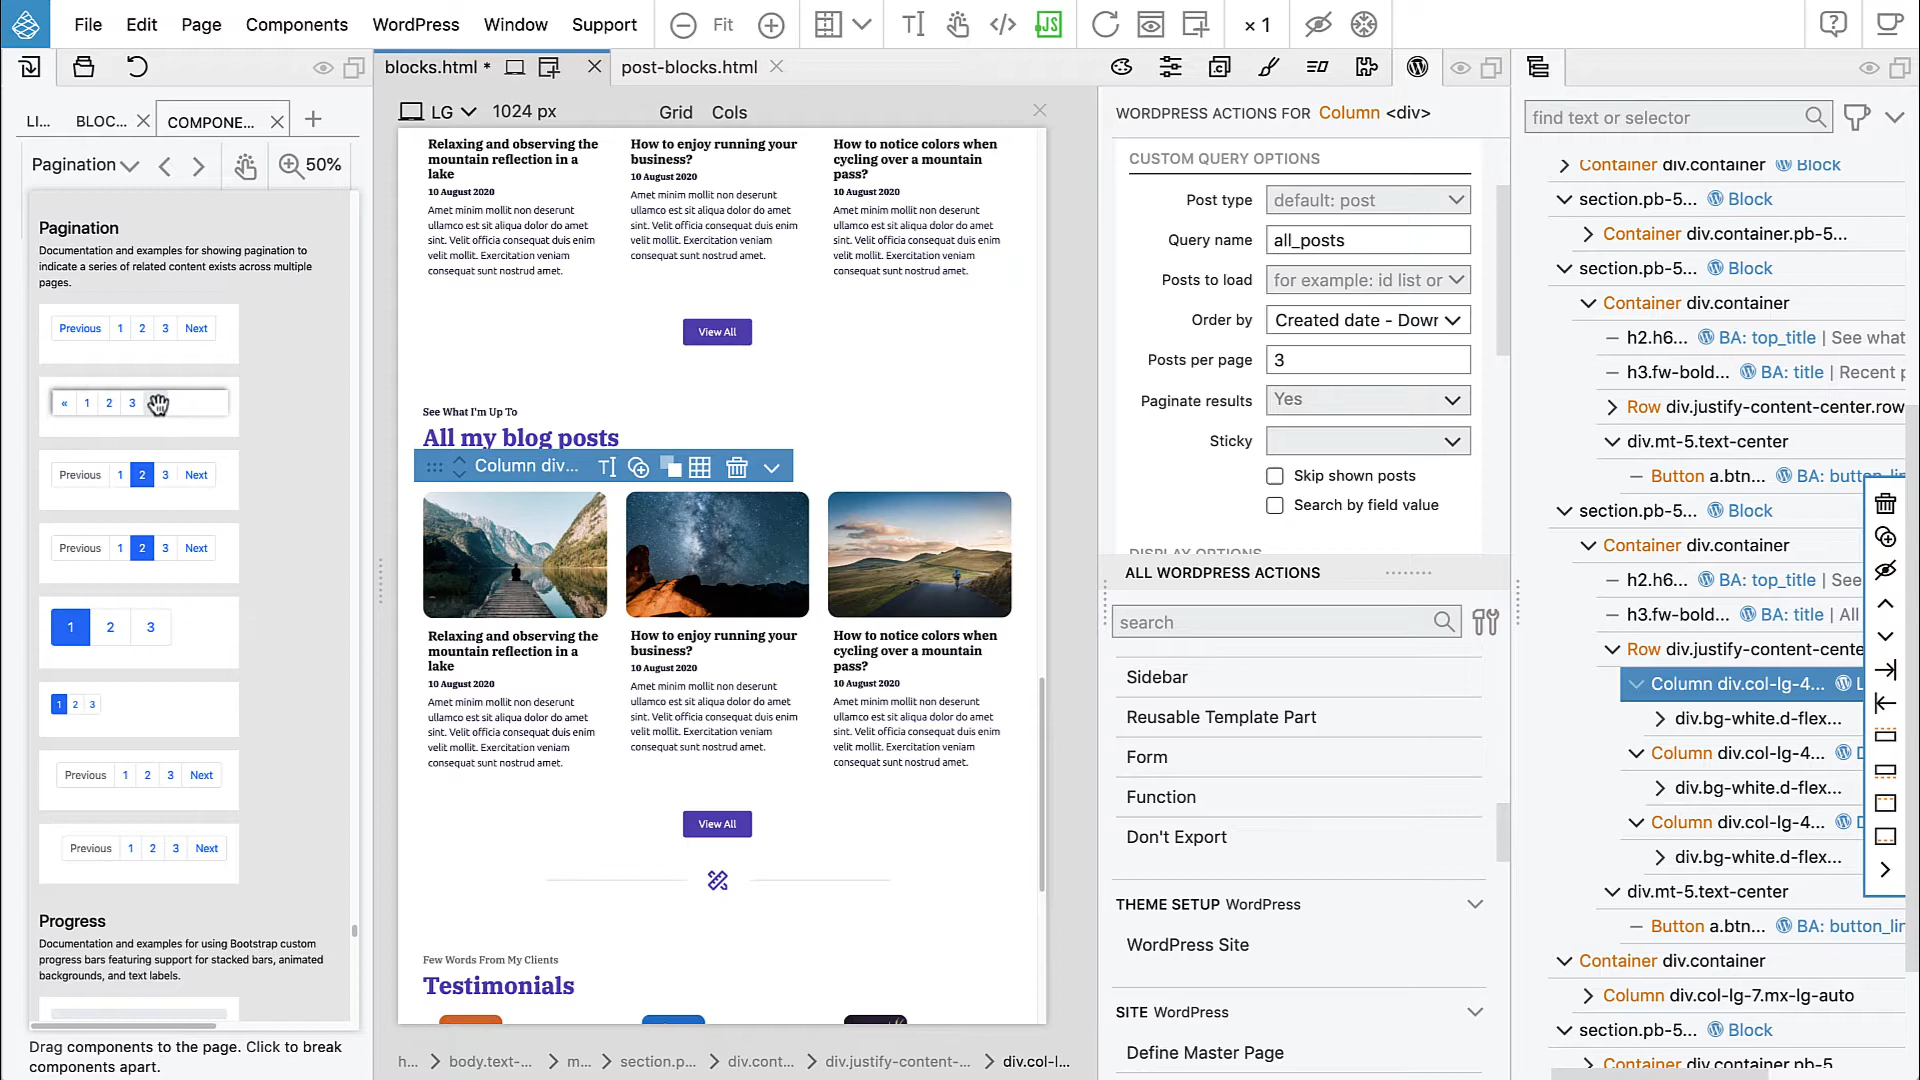 File Edit Page Components WordPress Window Support Fit JS × 1
blocks.html * post-blocks.html
LI... BLOC... COMPONE...
Pagination 50%
Pagination
Documentation and examples for showing pagination to
indicate a series of related content exists across multiple
pages.
Previous 1 2 3 Next
« 1 2 3
Previous 1 2 3 Next
Previous 1 2 3 Next
1 2 3
1 2 3
Previous 1 2 3 Next
Previous 1 2 3 Next
Progress
Documentation and examples for using Bootstrap custom
progress bars featuring support for stacked bars, animated
backgrounds, and text labels.
Drag components to the page. Click to break
components apart.
LG 1024 px Grid Cols
Relaxing and observing the
mountain reflection in a
lake
10 August 2020
Amet minim mollit non deserunt
ullamco est sit aliqua dolor do amet
sint. Velit officia consequat duis enim
velit mollit. Exercitation veniam
consequat sunt nostrud amet.
How to enjoy running your
business?
10 August 2020
Amet minim mollit non deserunt
ullamco est sit aliqua dolor do amet
sint. Velit officia consequat duis enim
velit mollit. Exercitation veniam
consequat sunt nostrud amet.
How to notice colors when
cycling over a mountain
pass?
10 August 2020
Amet minim mollit non deserunt
ullamco est sit aliqua dolor do amet
sint. Velit officia consequat duis enim
velit mollit. Exercitation veniam
consequat sunt nostrud amet.
View All
See What I'm Up To
All my blog posts
Column div...
Relaxing and observing the
mountain reflection in a
lake
10 August 2020
Amet minim mollit non deserunt
ullamco est sit aliqua dolor do amet
sint. Velit officia consequat duis enim
velit mollit. Exercitation veniam
consequat sunt nostrud amet.
How to enjoy running your
business?
10 August 2020
Amet minim mollit non deserunt
ullamco est sit aliqua dolor do amet
sint. Velit officia consequat duis enim
velit mollit. Exercitation veniam
consequat sunt nostrud amet.
How to notice colors when
cycling over a mountain
pass?
10 August 2020
Amet minim mollit non deserunt
ullamco est sit aliqua dolor do amet
sint. Velit officia consequat duis enim
velit mollit. Exercitation veniam
consequat sunt nostrud amet.
View All
Few Words From My Clients
Testimonials
h... body.text-... m... section.p... div.cont... div.justify-content-... div.col-l...
WORDPRESS ACTIONS FOR Column <div>
CUSTOM QUERY OPTIONS
Post type default: post
Query name all_posts
Posts to load for example: id list or
Order by Created date - Down
Posts per page 3
Paginate results Yes
Sticky
Skip shown posts
Search by field value
DISPLAY OPTIONS
ALL WORDPRESS ACTIONS
search
Sidebar
Reusable Template Part
Form
Function
Don't Export
THEME SETUP WordPress
WordPress Site
SITE WordPress
Define Master Page
find text or selector
Container div.container Block
section.pb-5... Block
Container div.container.pb-5...
section.pb-5... Block
Container div.container
h2.h6... BA: top_title | See what
h3.fw-bold... BA: title | Recent p
Row div.justify-content-center.row
div.mt-5.text-center
Button a.btn... BA: button_lin
section.pb-5... Block
Container div.container
h2.h6... BA: top_title | See
h3.fw-bold... BA: title | All
Row div.justify-content-cente
Column div.col-lg-4... L
div.bg-white.d-flex...
Column div.col-lg-4... D
div.bg-white.d-flex...
Column div.col-lg-4... D
div.bg-white.d-flex...
div.mt-5.text-center
Button a.btn... BA: button_lin
Container div.container
Column div.col-lg-7.mx-lg-auto
section.pb-5... Block
Container div.container.pb-5